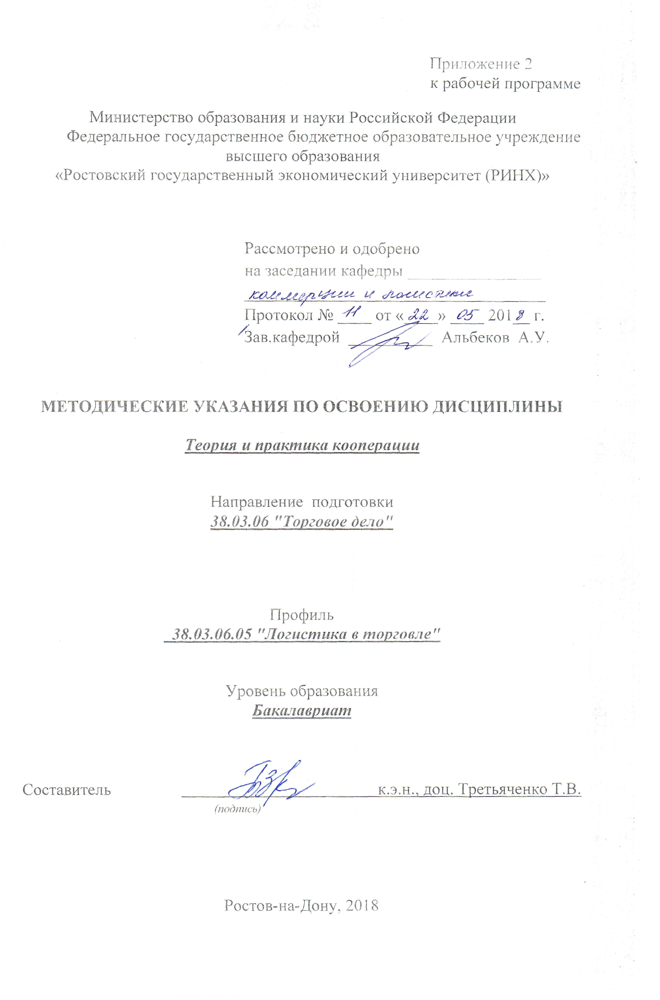 Приложение 2
к рабочей программе
Министерство образования и науки Российской Федерации
Федеральное государственное бюджетное образовательное учреждение
высшего образования
«Ростовский государственный экономический университет (РИНХ)»
Рассмотрено и одобрено
на заседании кафедры
коммерции и логистики
Протокол № 11 от «22» 05 2018 г.
Зав.кафедрой Альбеков А.У.
МЕТОДИЧЕСКИЕ УКАЗАНИЯ ПО ОСВОЕНИЮ ДИСЦИПЛИНЫ
Теория и практика кооперации
Направление подготовки
38.03.06 "Торговое дело"
Профиль
38.03.06.05 "Логистика в торговле"
Уровень образования
Бакалавриат
Составитель к.э.н., доц. Третьяченко Т.В.
(подпись)
Ростов-на-Дону, 2018